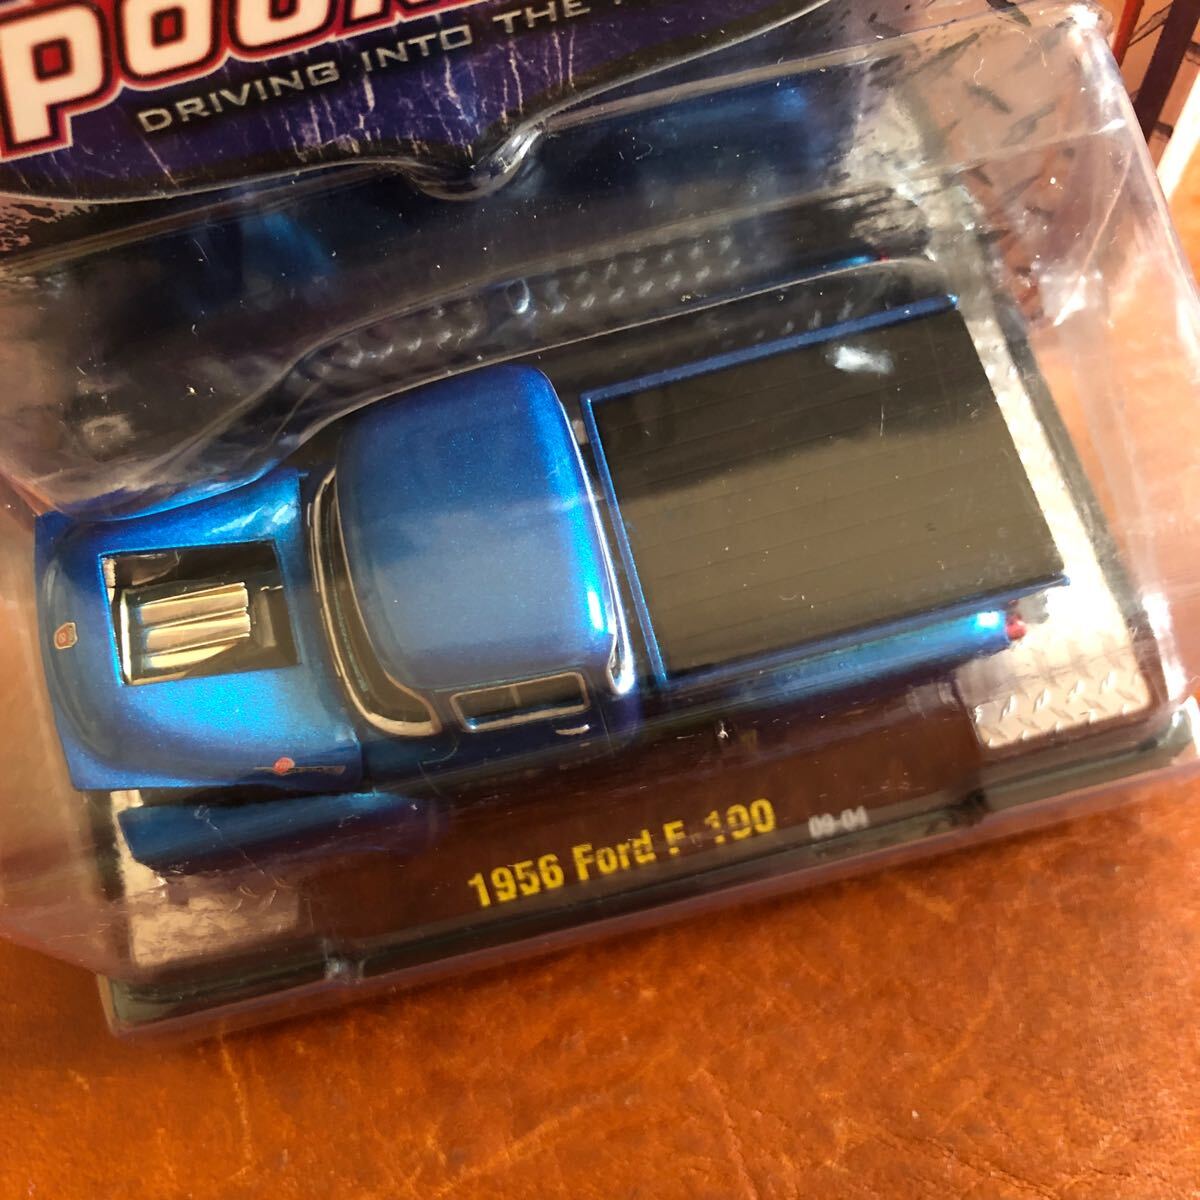 DRIVING INTO THE
1956 Ford F-100 09-04